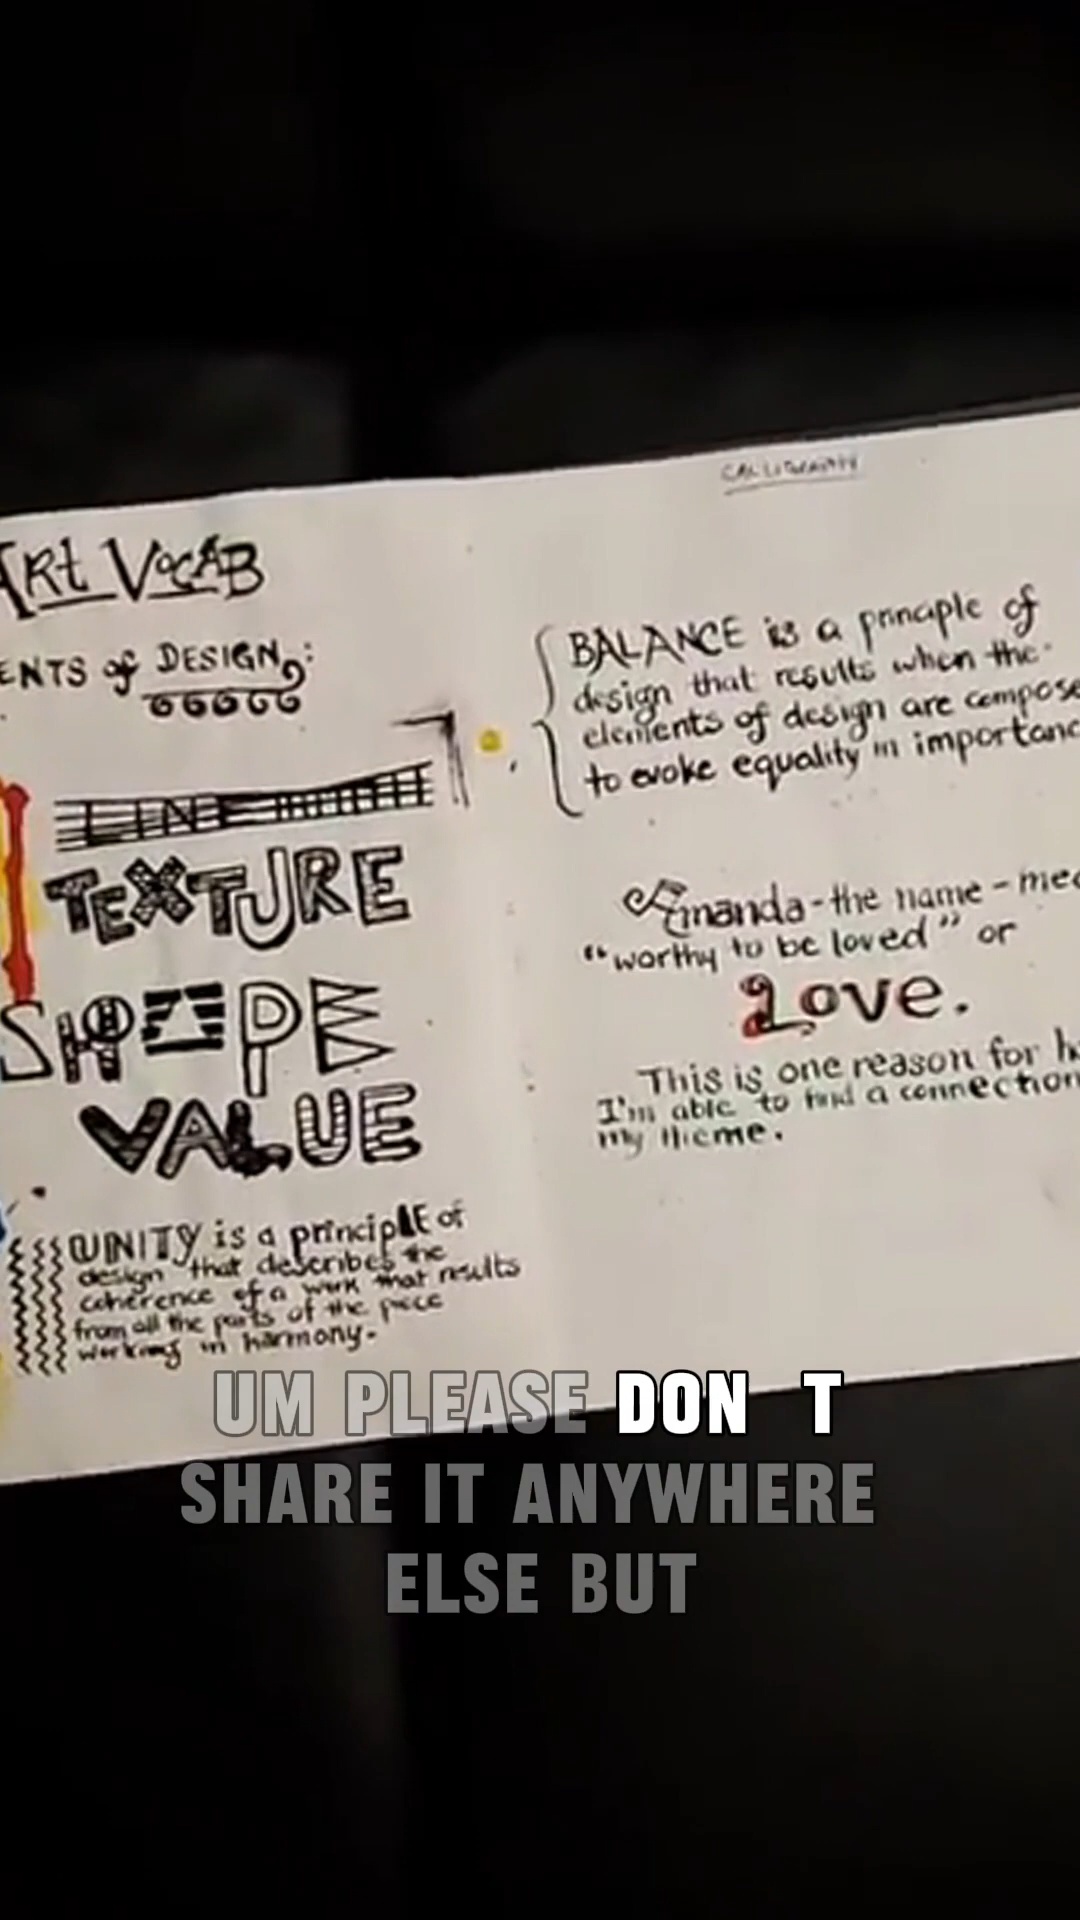 ART VOCAB
ENTS of DESIGN:
LINE
TEXTURE
SHAPE
VALUE
UNITY is a principLE of
design that describes the
coherence of a work that results
from all the parts of the piece
working in harmony.
CALLIGRAPHY
BALANCE is a principle of
design that results when the
elements of design are compose
to evoke equality in importanc
Amanda - the name - mea
"worthy to be loved" or
Love.
This is one reason for h
I'm able to find a connection
my theme.
UM PLEASE DON T
SHARE IT ANYWHERE
ELSE BUT